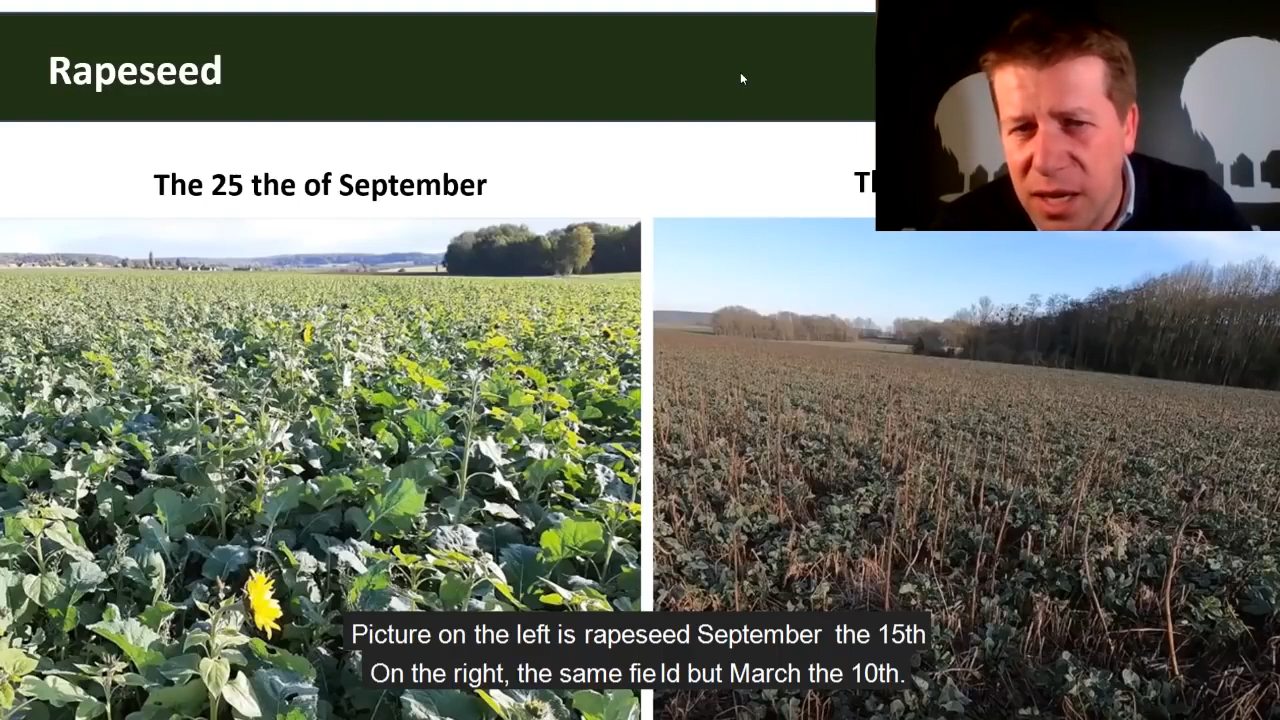 Rapeseed
The 25 the of September
Picture on the left is rapeseed September the 15th
On the right, the same field but March the 10th.